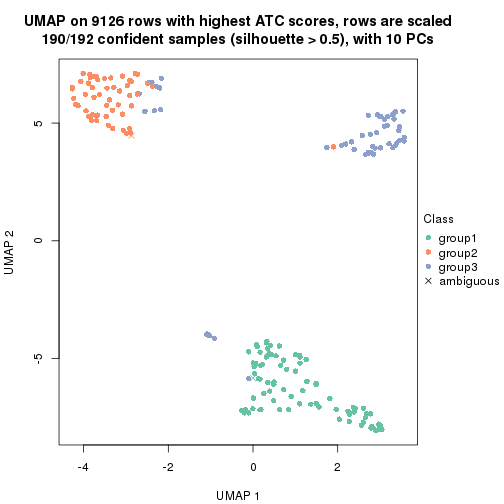 UMAP on 9126 rows with highest ATC scores, rows are scaled
190/192 confident samples (silhouette > 0.5), with 10 PCs
5
0
-5
UMAP 2
-4
-2
0
2
UMAP 1
Class
group1
group2
group3
ambiguous